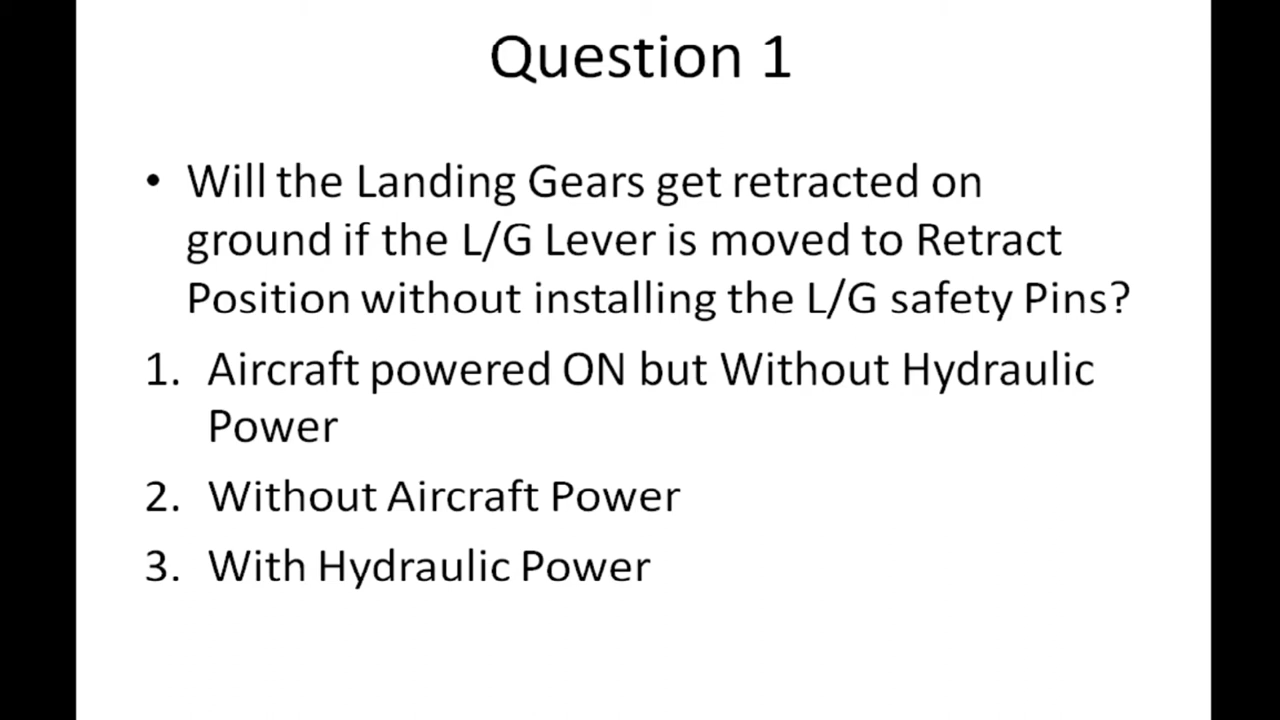 Question 1
• Will the Landing Gears get retracted on
ground if the L/G Lever is moved to Retract
Position without installing the L/G safety Pins?
1. Aircraft powered ON but Without Hydraulic
Power
2. Without Aircraft Power
3. With Hydraulic Power